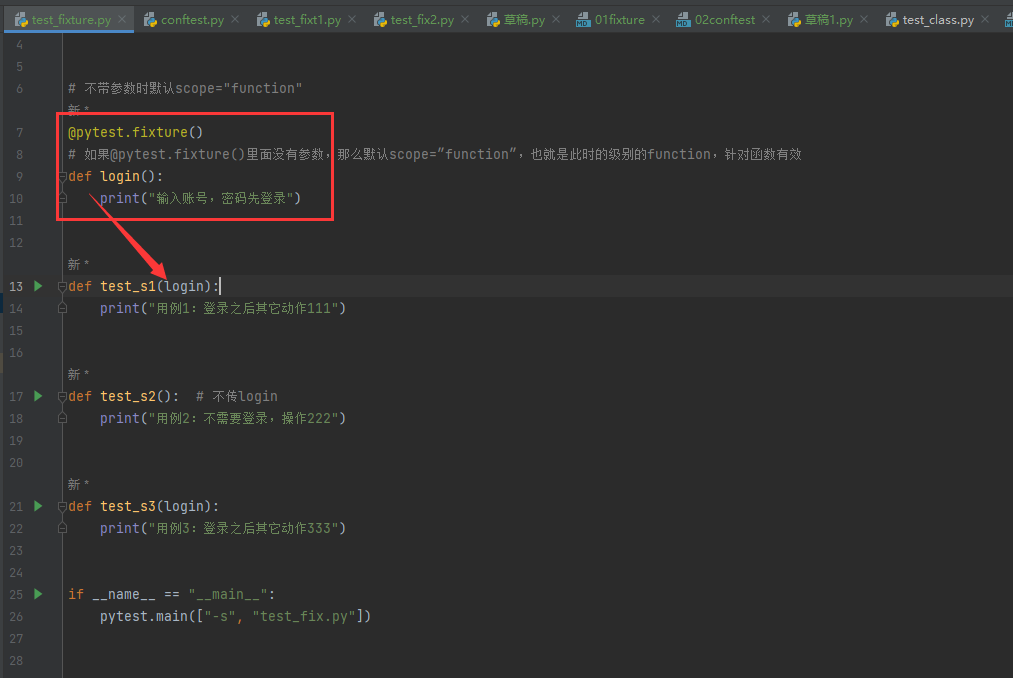 test_fixture.py conftest.py test_fixt1.py test_fix2.py 草稿.py 01fixture 02conftest 草稿1.py test_class.py
4
5
6 # 不带参数时默认scope="function"
新 *
7 @pytest.fixture()
8 # 如果@pytest.fixture()里面没有参数，那么默认scope=”function”，也就是此时的级别的function，针对函数有效
9 def login():
10 print("输入账号，密码先登录")
11
12
新 *
13 def test_s1(login):
14 print("用例1：登录之后其它动作111")
15
16
新 *
17 def test_s2():  # 不传login
18 print("用例2：不需要登录，操作222")
19
20
新 *
21 def test_s3(login):
22 print("用例3：登录之后其它动作333")
23
24
25 if __name__ == "__main__":
26 pytest.main(["-s", "test_fix.py"])
27
28